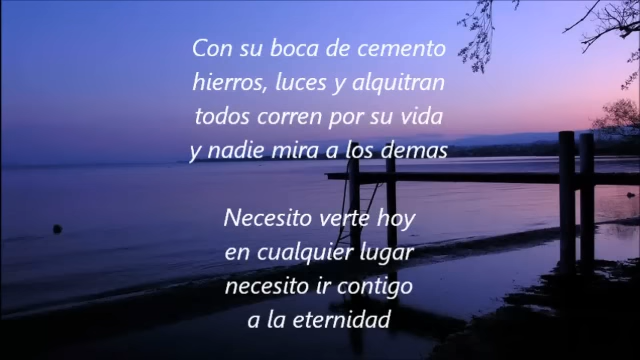 Con su boca de cemento
hierros, luces y alquitran
todos corren por su vida
y nadie mira a los demas
Necesito verte hoy
en cualquier lugar
necesito ir contigo
a la eternidad